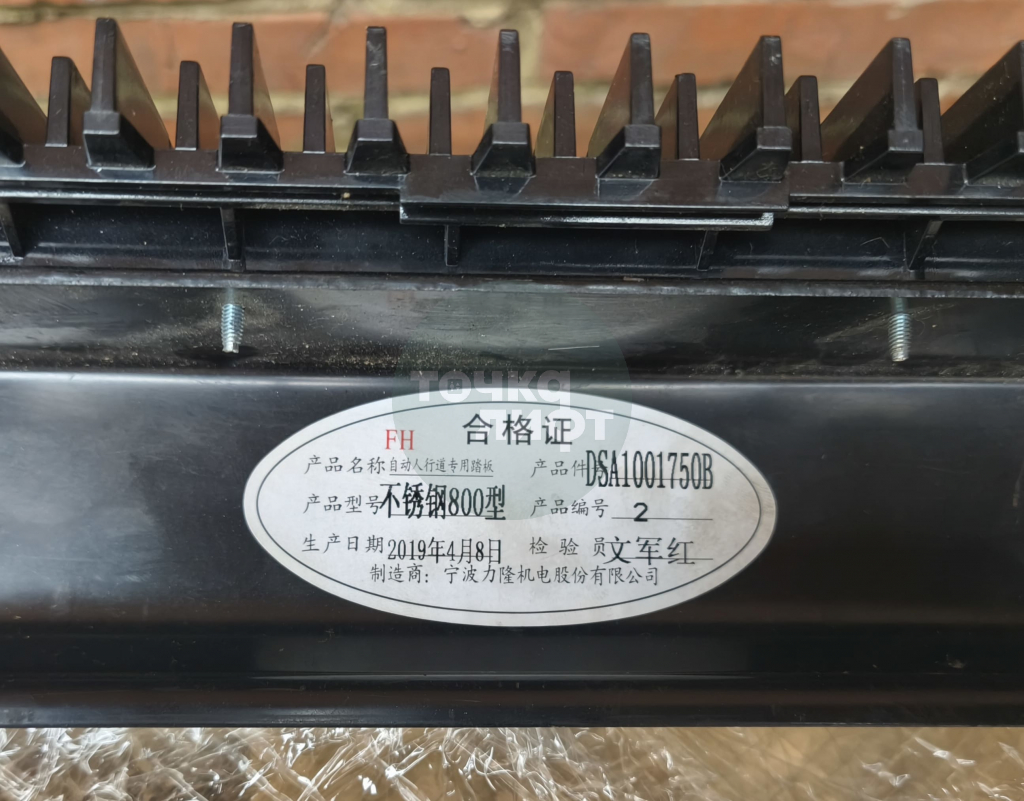 точка
лифт
合格证
FH
产品名称 自动人行道专用踏板 产品件号 DSA1001750B
产品型号 不锈钢800型 产品编号 2
生产日期 2019年4月8日 检验员 文军红
制造商：宁波力隆机电股份有限公司